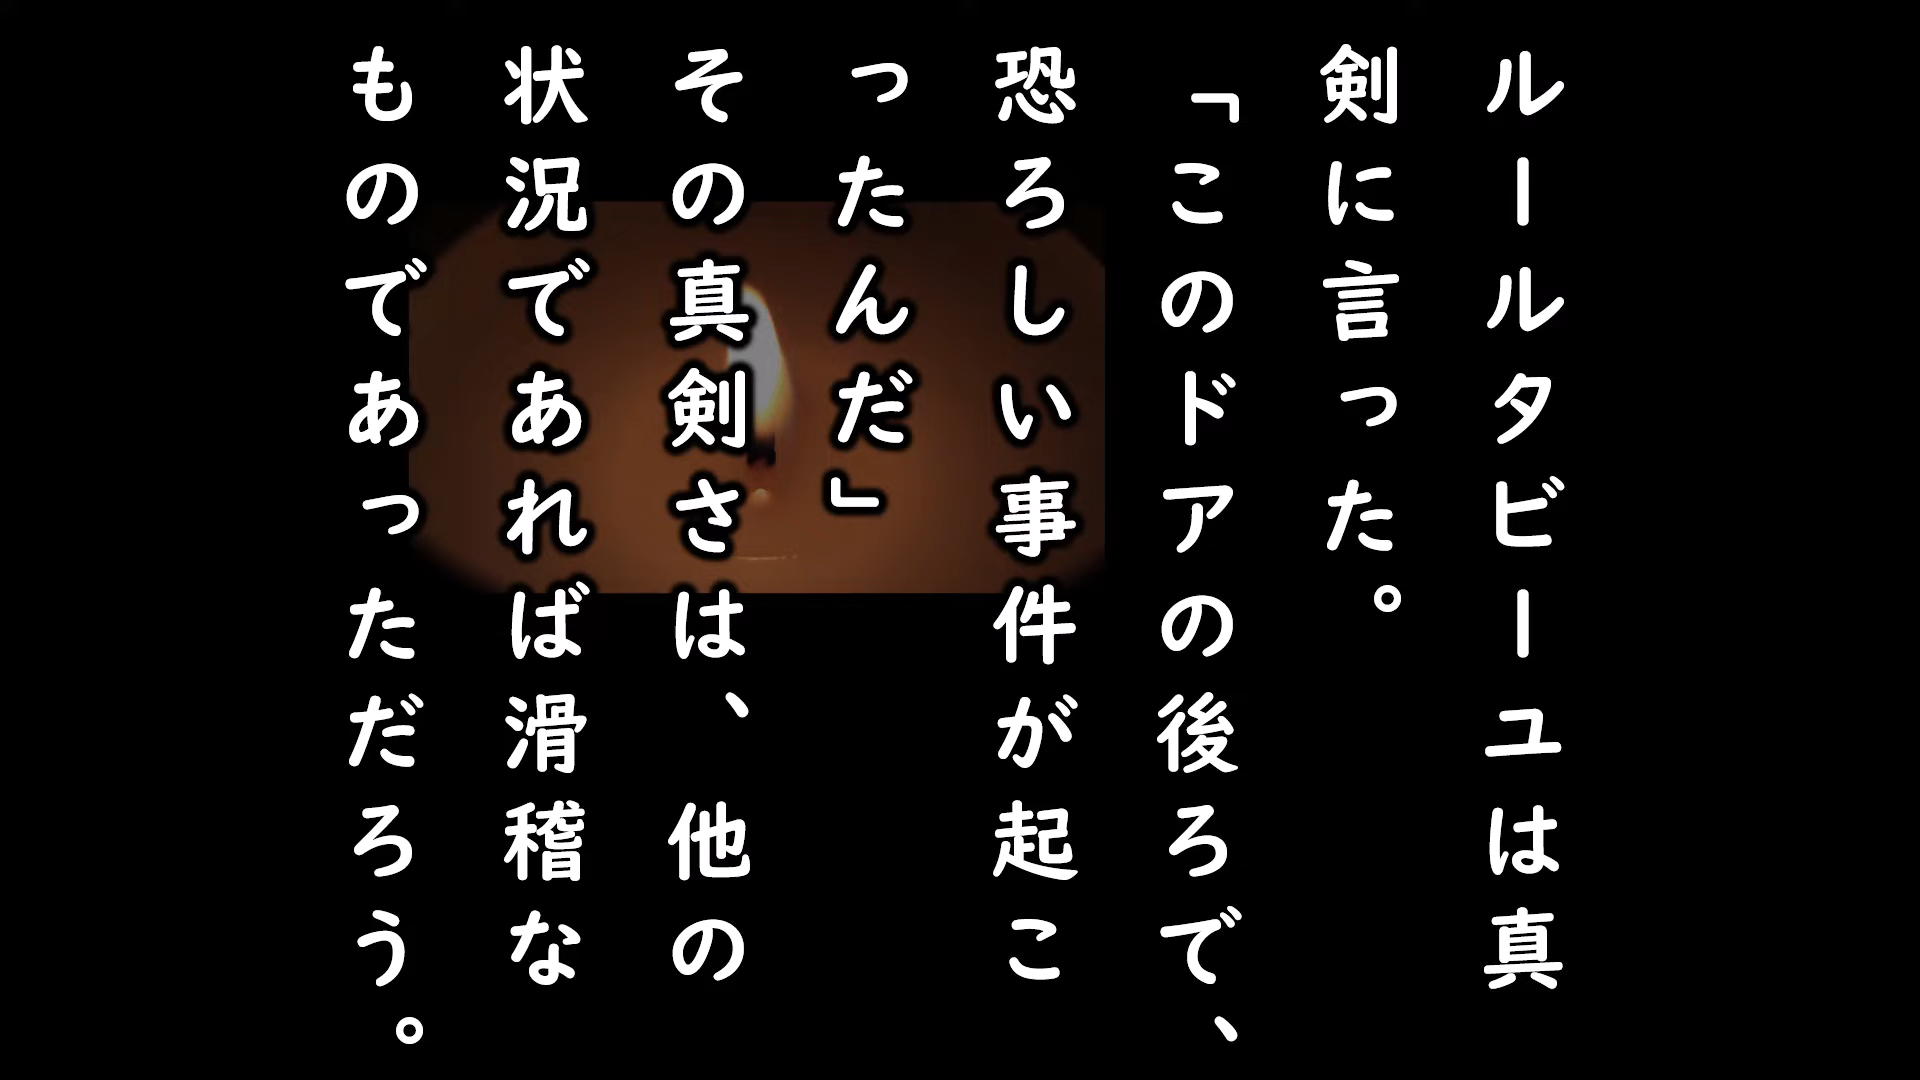 ルールタビーユは真
剣に言った。
「このドアの後ろで、
恐ろしい事件が起こ
ったんだ」
その真剣さは、他の
状況であれば滑稽な
ものであっただろう。